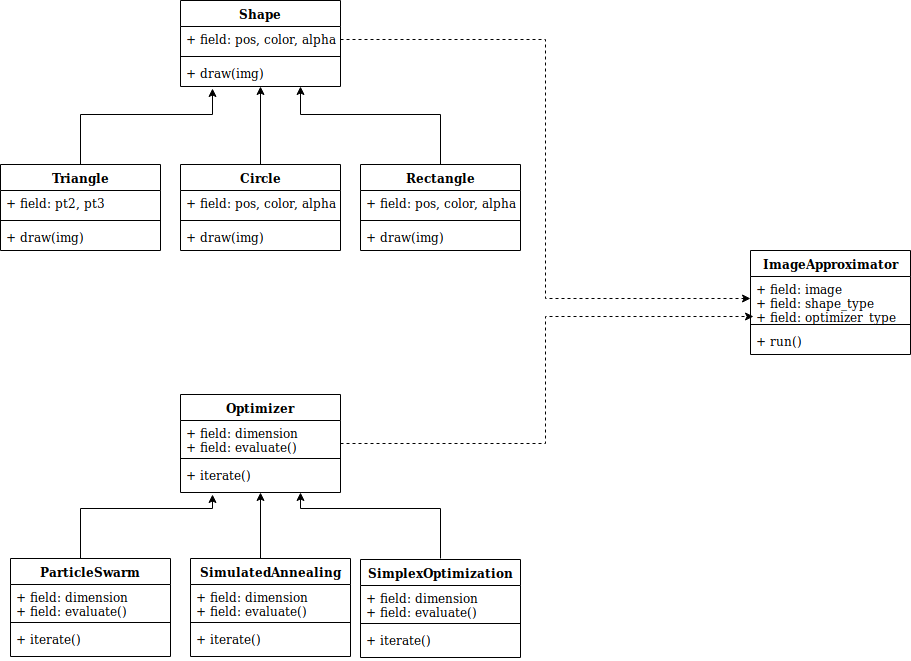 Shape
+ field: pos, color, alpha
+ draw(img)
Triangle
+ field: pt2, pt3
+ draw(img)
Circle
+ field: pos, color, alpha
+ draw(img)
Rectangle
+ field: pos, color, alpha
+ draw(img)
ImageApproximator
+ field: image
+ field: shape_type
+ field: optimizer_type
+ run()
Optimizer
+ field: dimension
+ field: evaluate()
+ iterate()
ParticleSwarm
+ field: dimension
+ field: evaluate()
+ iterate()
SimulatedAnnealing
+ field: dimension
+ field: evaluate()
+ iterate()
SimplexOptimization
+ field: dimension
+ field: evaluate()
+ iterate()